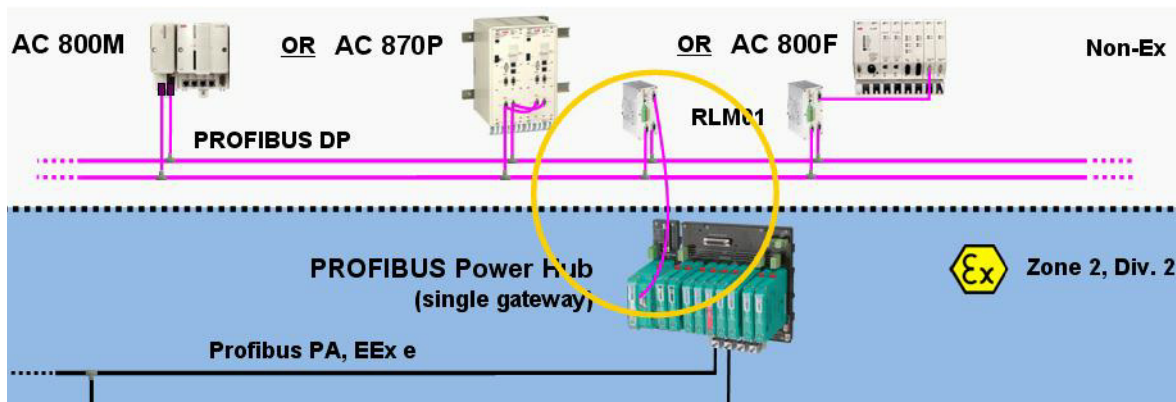 AC 800M
OR AC 870P
OR AC 800F
Non-Ex
RLM01
PROFIBUS DP
PROFIBUS Power Hub
(single gateway)
Zone 2, Div. 2
Profibus PA, EEx e